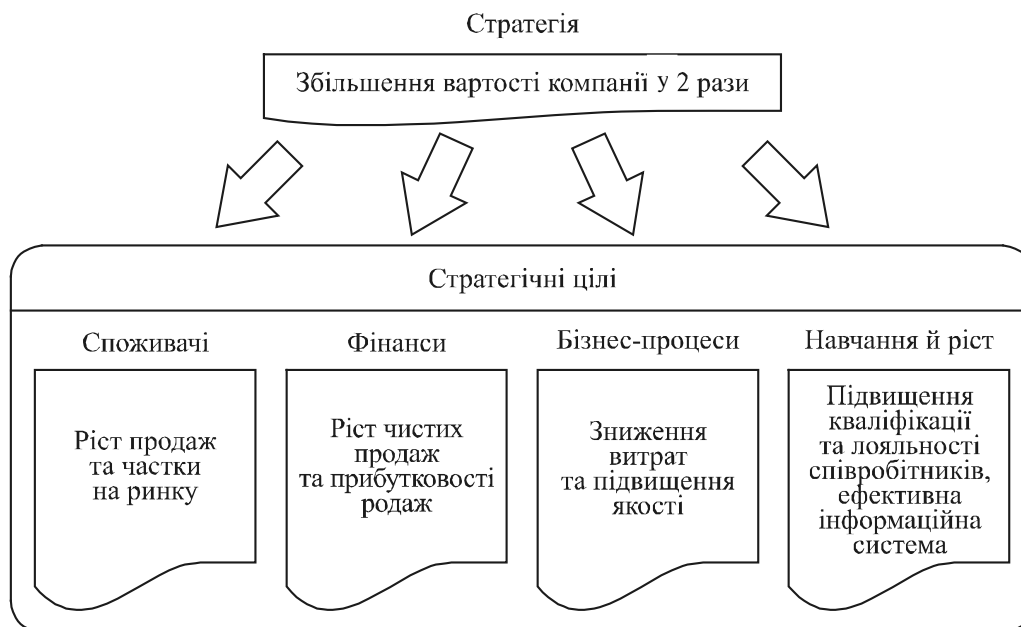 Стратегія
Збільшення вартості компанії у 2 рази
Стратегічні цілі
Споживачі
Ріст продаж
та частки
на ринку
Фінанси
Ріст чистих
продаж
та прибутковості
родаж
Бізнес-процеси
Зниження
витрат
та підвищення
якості
Навчання й ріст
Підвищення
кваліфікації
та лояльності
співробітників,
ефективна
інформаційна
система